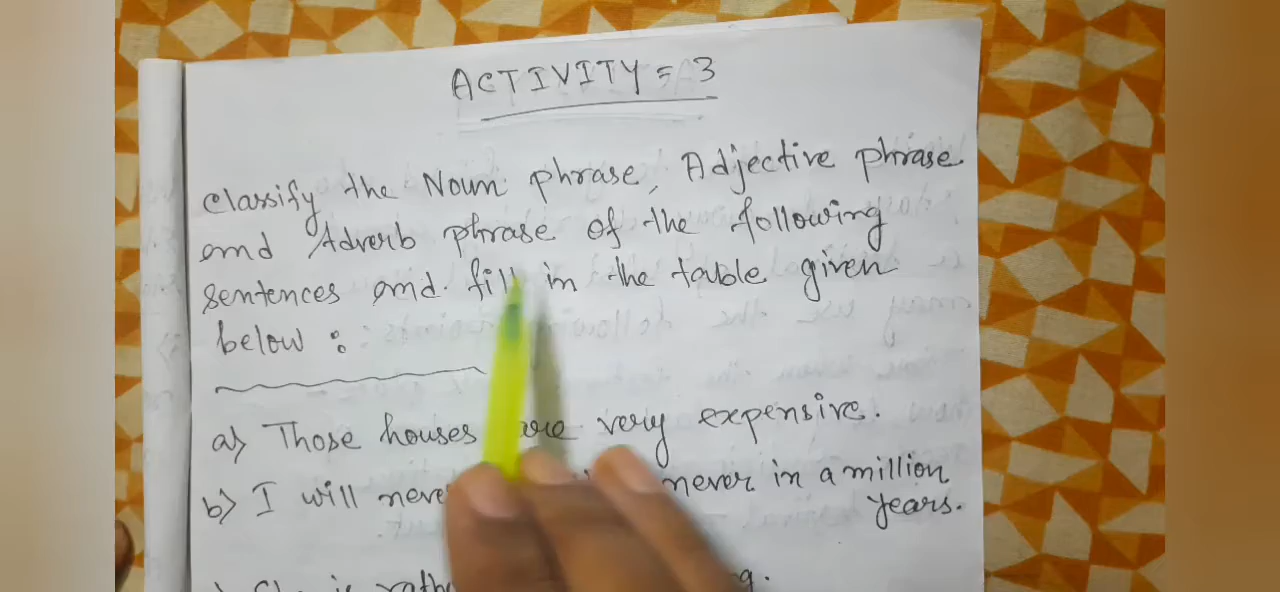 ACTIVITY = 3
Classify the Noun phrase, Adjective phrase
and Adverb phrase of the following
sentences and fill in the table given
below :
a) Those houses are very expensive.
b) I will never in a million
years.
is